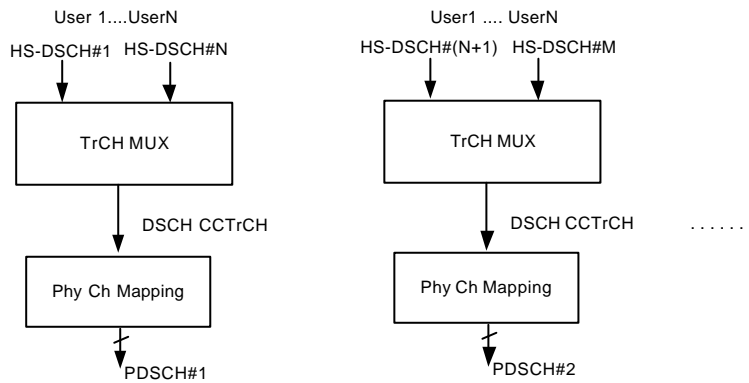 User 1....UserN
HS-DSCH#1 HS-DSCH#N
TrCH MUX
DSCH CCTrCH
Phy Ch Mapping
PDSCH#1
User1 .... UserN
HS-DSCH#(N+1) HS-DSCH#M
TrCH MUX
DSCH CCTrCH
Phy Ch Mapping
PDSCH#2
......